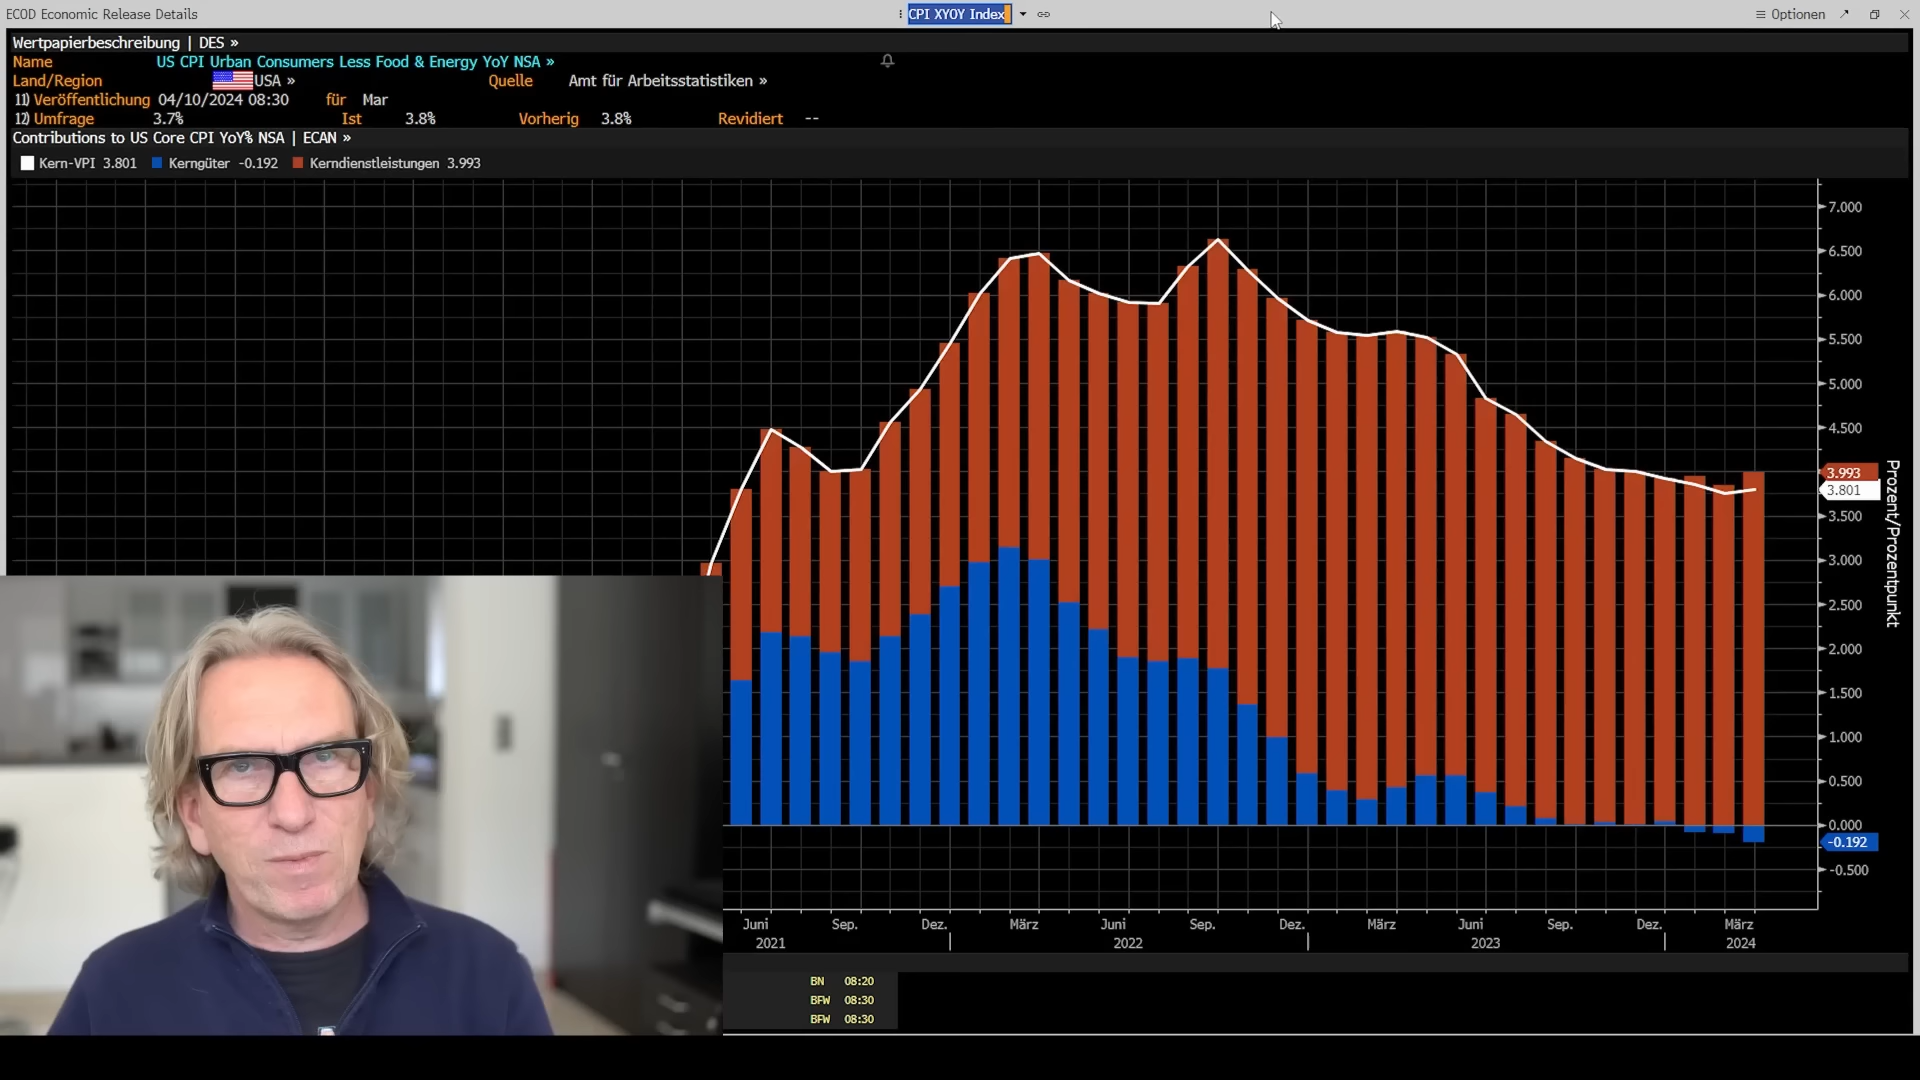 ECOD Economic Release Details
CPI XYOY Index
Optionen
Wertpapierbeschreibung | DES »
Name US CPI Urban Consumers Less Food & Energy YoY NSA »
Land/Region USA » Quelle Amt für Arbeitsstatistiken »
11) Veröffentlichung 04/10/2024 08:30 für Mar
12) Umfrage 3.7% Ist 3.8% Vorherig 3.8% Revidiert --
Contributions to US Core CPI YoY% NSA | ECAN »
Kern-VPI 3.801 Kerngüter -0.192 Kerndienstleistungen 3.993
7.000
6.500
6.000
5.500
5.000
4.500
3.993
3.801
3.500
3.000
2.500
2.000
1.500
1.000
0.500
0.000
-0.192
-0.500
Prozent/Prozentpunkt
Juni Sep. Dez. März Juni Sep. Dez. März Juni Sep. Dez. März
2021 2022 2023 2024
BN 08:20
BFW 08:30
BFW 08:30